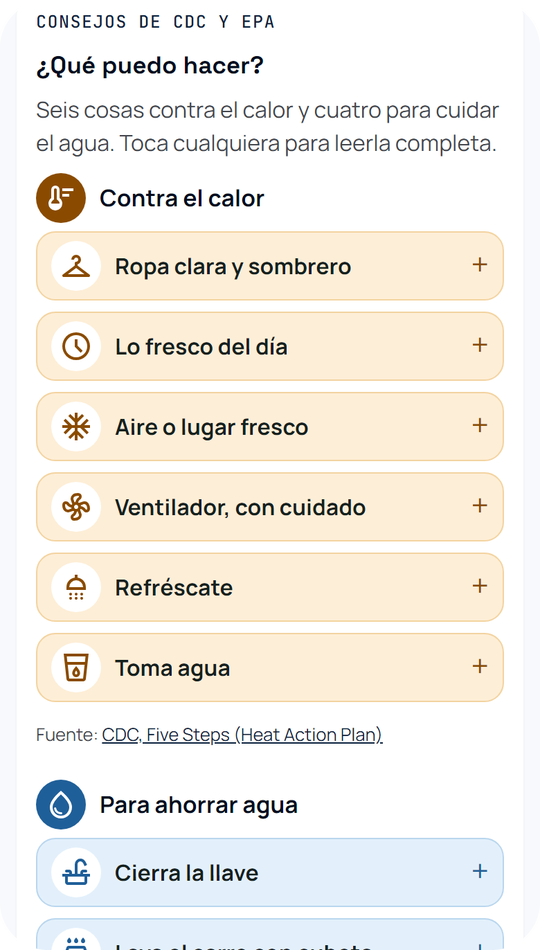 CONSEJOS DE CDC Y EPA
¿Qué puedo hacer?
Seis cosas contra el calor y cuatro para cuidar
el agua. Toca cualquiera para leerla completa.
Contra el calor
Ropa clara y sombrero +
Lo fresco del día +
Aire o lugar fresco +
Ventilador, con cuidado +
Refréscate +
Toma agua +
Fuente: CDC, Five Steps (Heat Action Plan)
Para ahorrar agua
Cierra la llave +